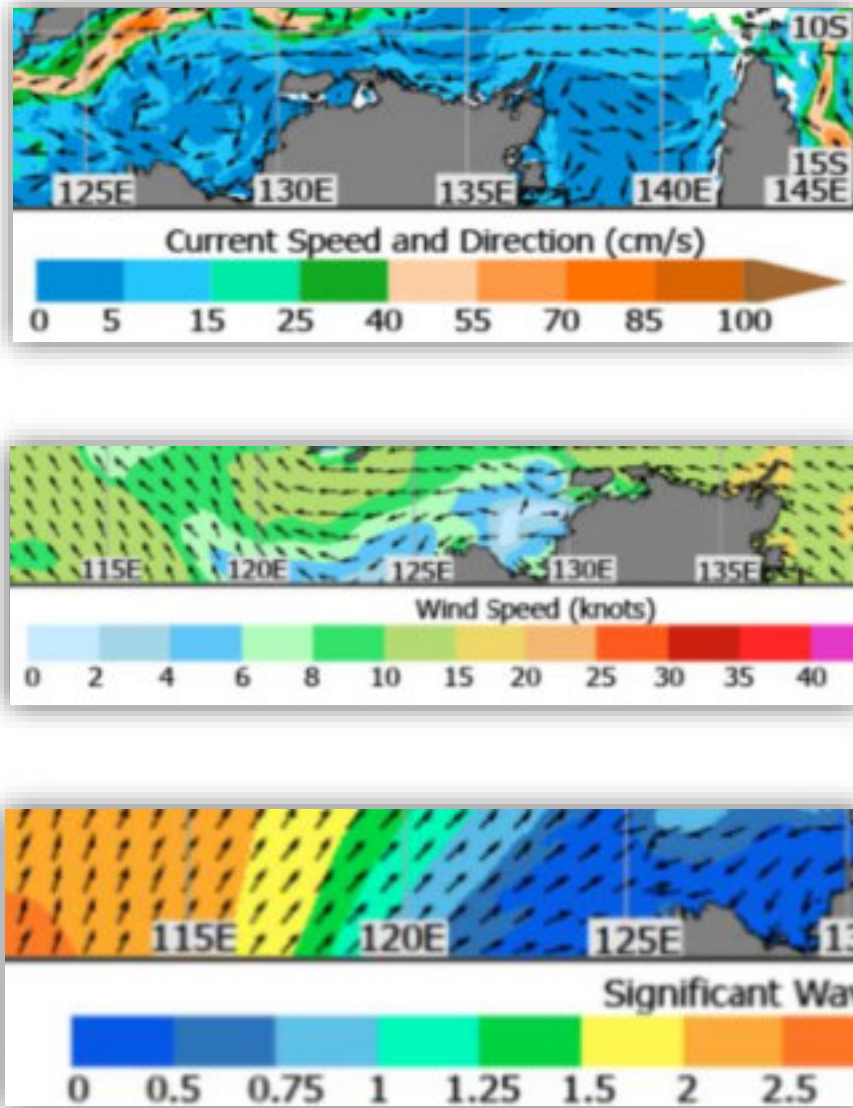 10S
15S
125E 130E 135E 140E 145E
Current Speed and Direction (cm/s)
0 5 15 25 40 55 70 85 100
115E 120E 125E 130E 135E
Wind Speed (knots)
0 2 4 6 8 10 15 20 25 30 35 40
115E 120E 125E 13
Significant Wav
0 0.5 0.75 1 1.25 1.5 2 2.5